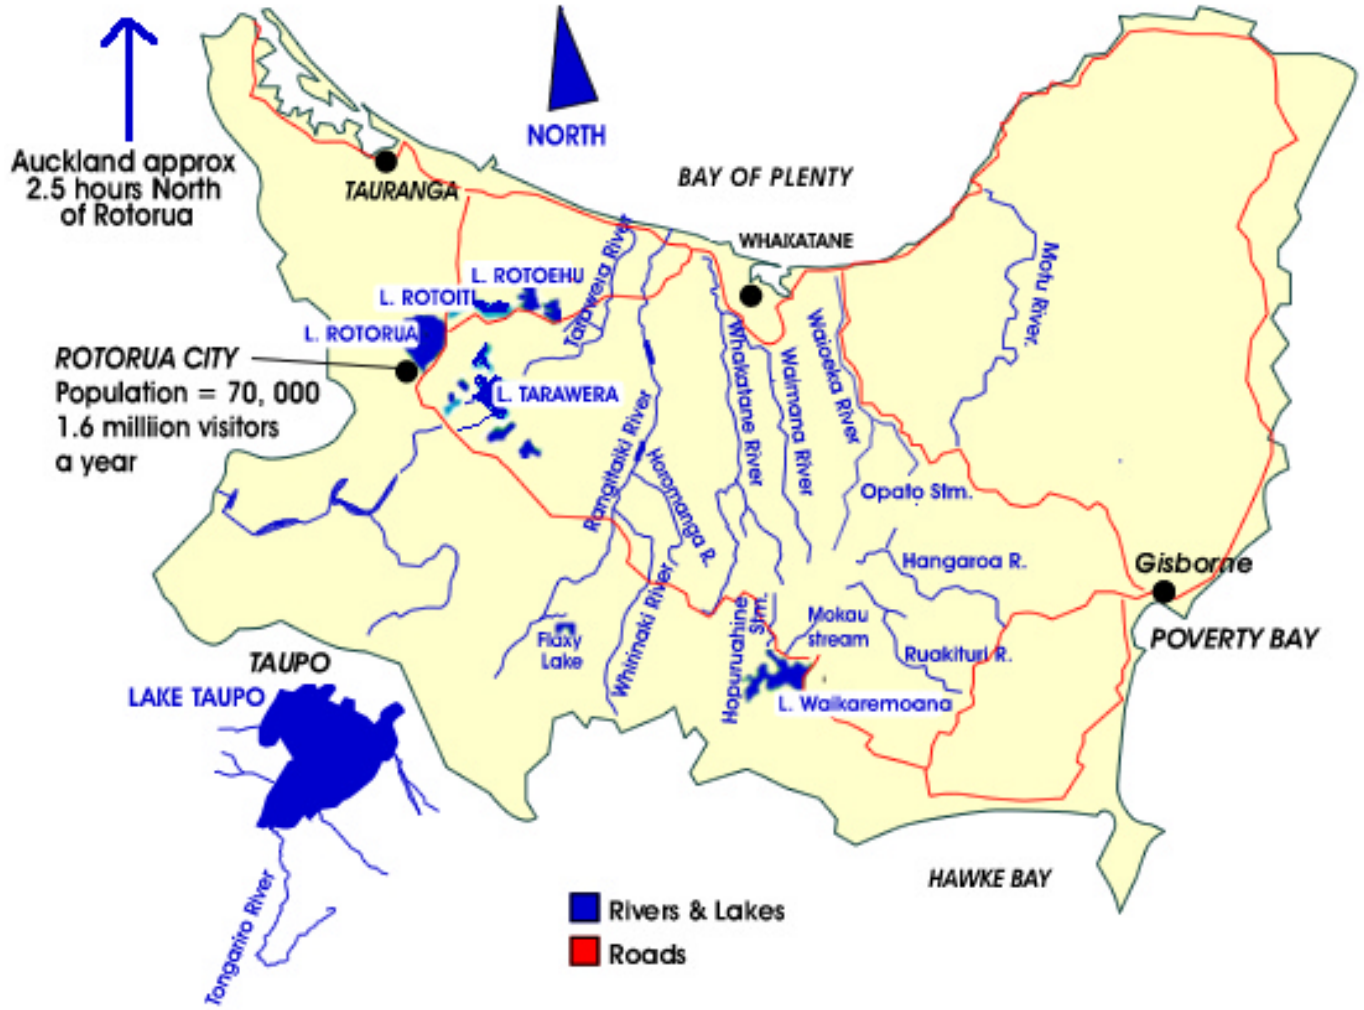 Auckland approx
2.5 hours North
of Rotorua
NORTH
TAURANGA
BAY OF PLENTY
WHAKATANE
Tarawera River
L. ROTOEHU
L. ROTOITI
L. ROTORUA
Motu River.
ROTORUA CITY
Population = 70, 000
1.6 milliion visitors
a year
L. TARAWERA
Whakatane River
Waimana River
Waioeka River
Rangitaiki River
Horomanga R.
Opato Stm.
Hangaroa R.
Gisborne
Whirinaki River
Hopuruahine
Stm.
Mokau
stream
Flaxy
Lake
Ruakituri R.
POVERTY BAY
TAUPO
LAKE TAUPO
L. Waikaremoana
Tongariro River
HAWKE BAY
Rivers & Lakes
Roads